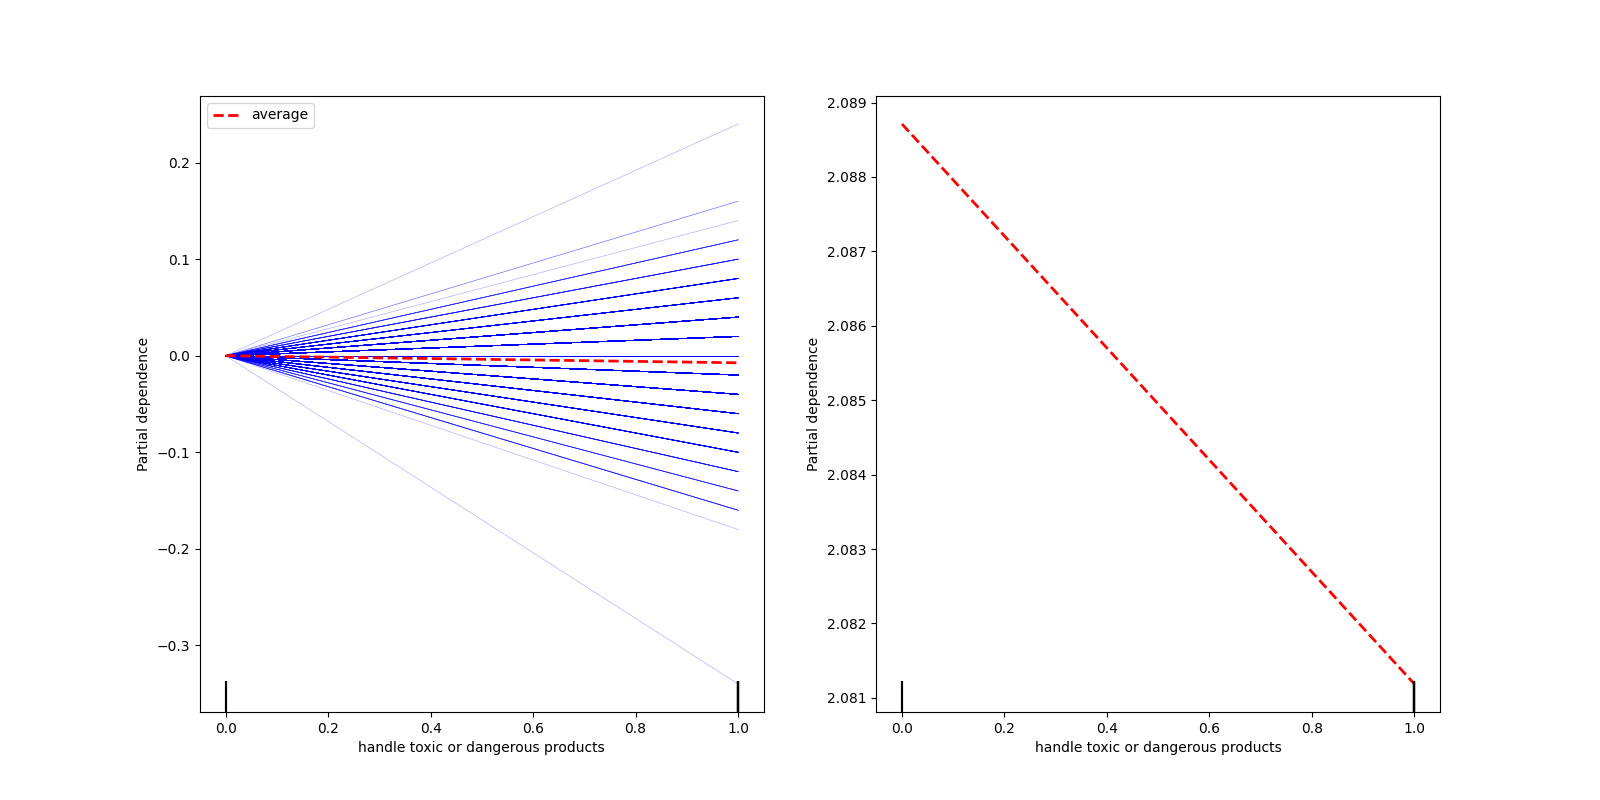 average
0.2
0.1
0.0
−0.1
−0.2
−0.3
Partial dependence
0.0 0.2 0.4 0.6 0.8 1.0
handle toxic or dangerous products
2.089
2.088
2.087
2.086
2.085
2.084
2.083
2.082
2.081
Partial dependence
0.0 0.2 0.4 0.6 0.8 1.0
handle toxic or dangerous products